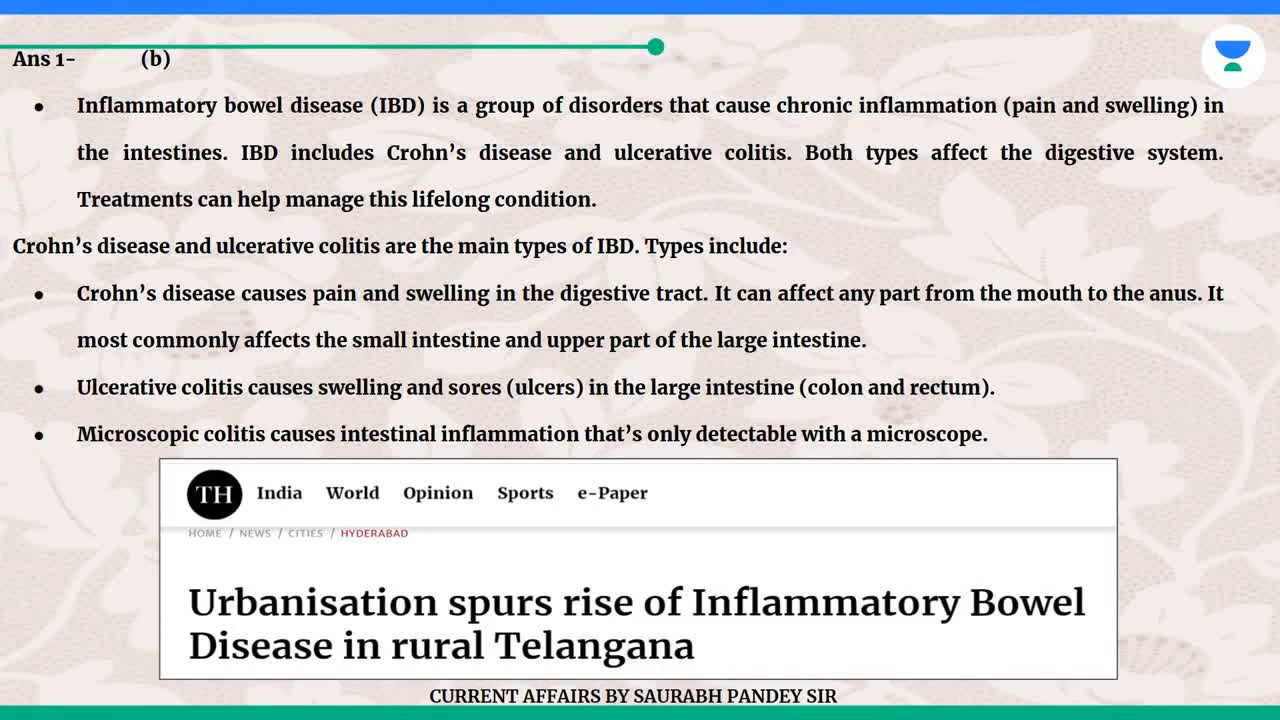 Ans 1- (b)
● Inflammatory bowel disease (IBD) is a group of disorders that cause chronic inflammation (pain and swelling) in
the intestines. IBD includes Crohn’s disease and ulcerative colitis. Both types affect the digestive system.
Treatments can help manage this lifelong condition.
Crohn’s disease and ulcerative colitis are the main types of IBD. Types include:
● Crohn’s disease causes pain and swelling in the digestive tract. It can affect any part from the mouth to the anus. It
most commonly affects the small intestine and upper part of the large intestine.
● Ulcerative colitis causes swelling and sores (ulcers) in the large intestine (colon and rectum).
● Microscopic colitis causes intestinal inflammation that’s only detectable with a microscope.
TH India World Opinion Sports e-Paper
HOME / NEWS / CITIES / HYDERABAD
Urbanisation spurs rise of Inflammatory Bowel
Disease in rural Telangana
CURRENT AFFAIRS BY SAURABH PANDEY SIR